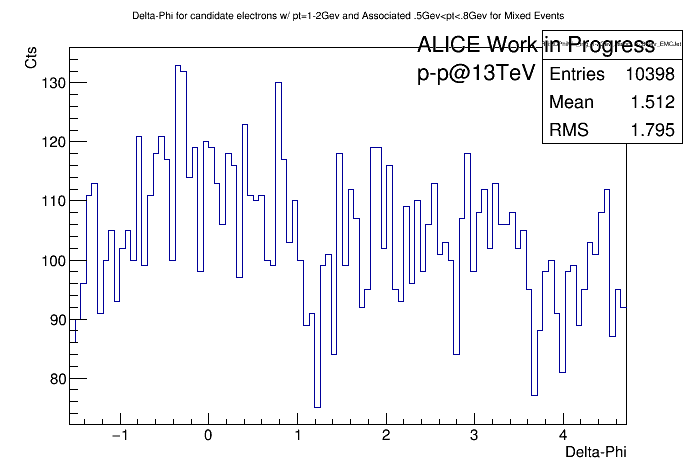 Delta-Phi for candidate electrons w/ pt=1-2Gev and Associated .5Gev<pt<.8Gev for Mixed Events
ALICE Work in Progress
p-p@13TeV
Entries 10398
Mean 1.512
RMS 1.795
Cts
130
120
110
100
90
80
−1 0 1 2 3 4
Delta-Phi